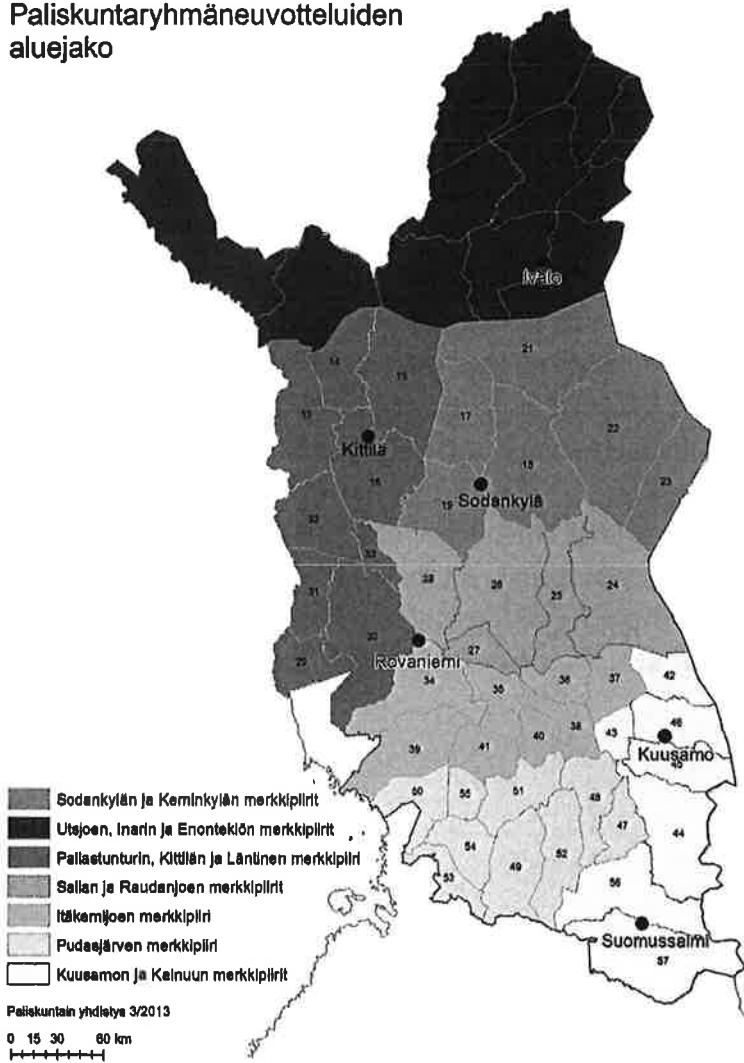 Paliskuntaryhmäneuvotteluiden
aluejako
Ivalo
21
14
15
13
17
22
Kittilä
18
16
Sodankylä
19
23
32
33
28
26
25
24
31
30
27
29
Rovaniemi
34
35
36
37
42
46
43
38
40
41
39
Kuusamo
45
50
55
51
48
47
44
54
49
52
53
56
Suomussalmi
57
Sodankylän ja Keminkylän merkkipiirit
Utsjoen, Inarin ja Enontekiön merkkipiirit
Pallastunturin, Kittilän ja Läntinen merkkipiiri
Sallan ja Raudanjoen merkkipiirit
Itäkemijoen merkkipiiri
Pudasjärven merkkipiiri
Kuusamon ja Kainuun merkkipiirit
Paliskuntain yhdistys 3/2013
0 15 30 60 km